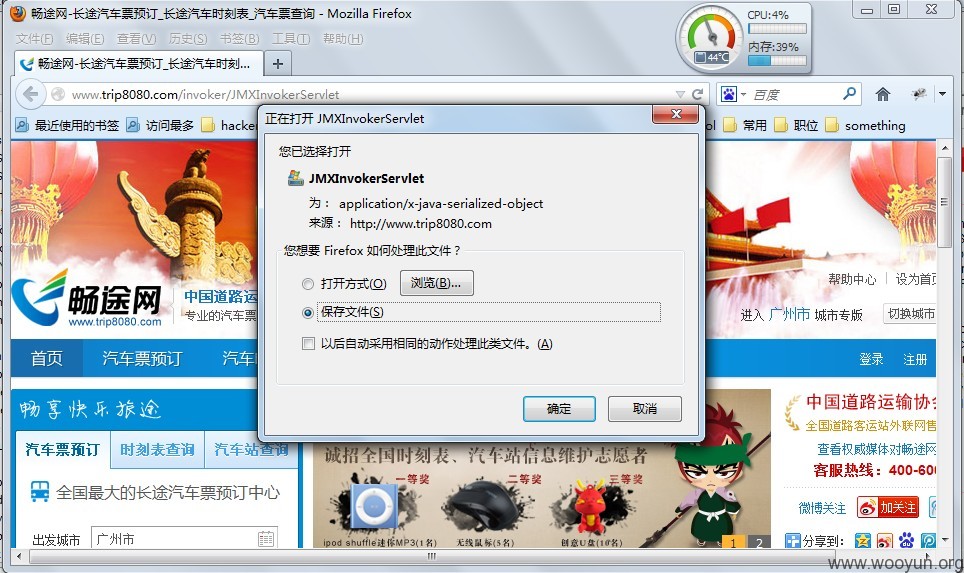 畅途网-长途汽车票预订_长途汽车时刻表_汽车票查询 - Mozilla Firefox
文件(F) 编辑(E) 查看(V) 历史(S) 书签(B) 工具(T) 帮助(H)
CPU:4%
内存:39%
44℃
畅途网-长途汽车票预订_长途汽车时刻...
www.trip8080.com/invoker/JMXInvokerServlet
百度
最近使用的书签 访问最多 hacke
常用 职位 something
正在打开 JMXInvokerServlet
您已选择打开
JMXInvokerServlet
为： application/x-java-serialized-object
来源： http://www.trip8080.com
您想要 Firefox 如何处理此文件？
打开方式(O) 浏览(B)...
保存文件(S)
以后自动采用相同的动作处理此类文件。(A)
确定 取消
畅途网
www.trip8080.com
中国道路运
专业的汽车票
帮助中心 设为首页
进入 广州市 城市专版 切换城市
首页 汽车票预订 汽车 登录 注册
畅享快乐旅途
汽车票预订 时刻表查询 汽车站查询
全国最大的长途汽车票预订中心
出发城市 广州市
诚招全国时刻表、汽车站信息维护志愿者
一等奖 二等奖 三等奖
ipod shuffle迷你MP3(1名) 无线鼠标(5名) 创意U盘(10名)
1 2
中国道路运输协会
全国道路客运站外联网售
查看权威媒体对畅途网
客服热线：400-600
微博关注 加关注
分享到：
www.wooyun.org